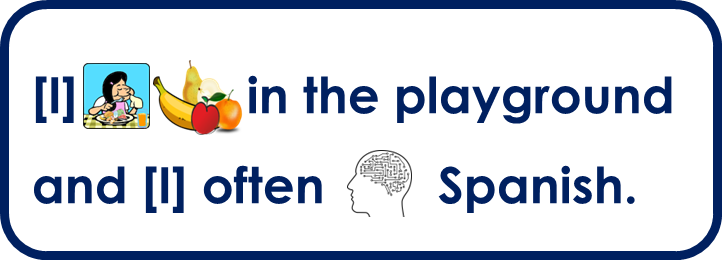 [I] in the playground
and [I] often Spanish.